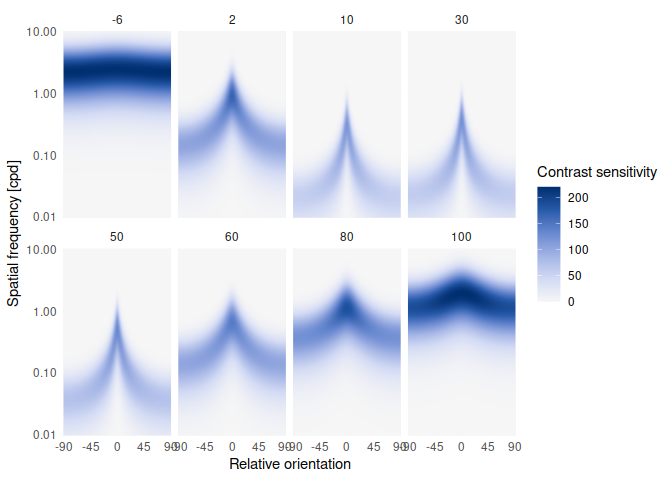 -6 2 10 30
10.00
1.00
0.10
0.01
50 60 80 100
10.00
1.00
0.10
0.01
-90 -45 0 45 90 -90 -45 0 45 90 -90 -45 0 45 90 -90 -45 0 45 90
Relative orientation
Spatial frequency [cpd]
Contrast sensitivity
200
150
100
50
0